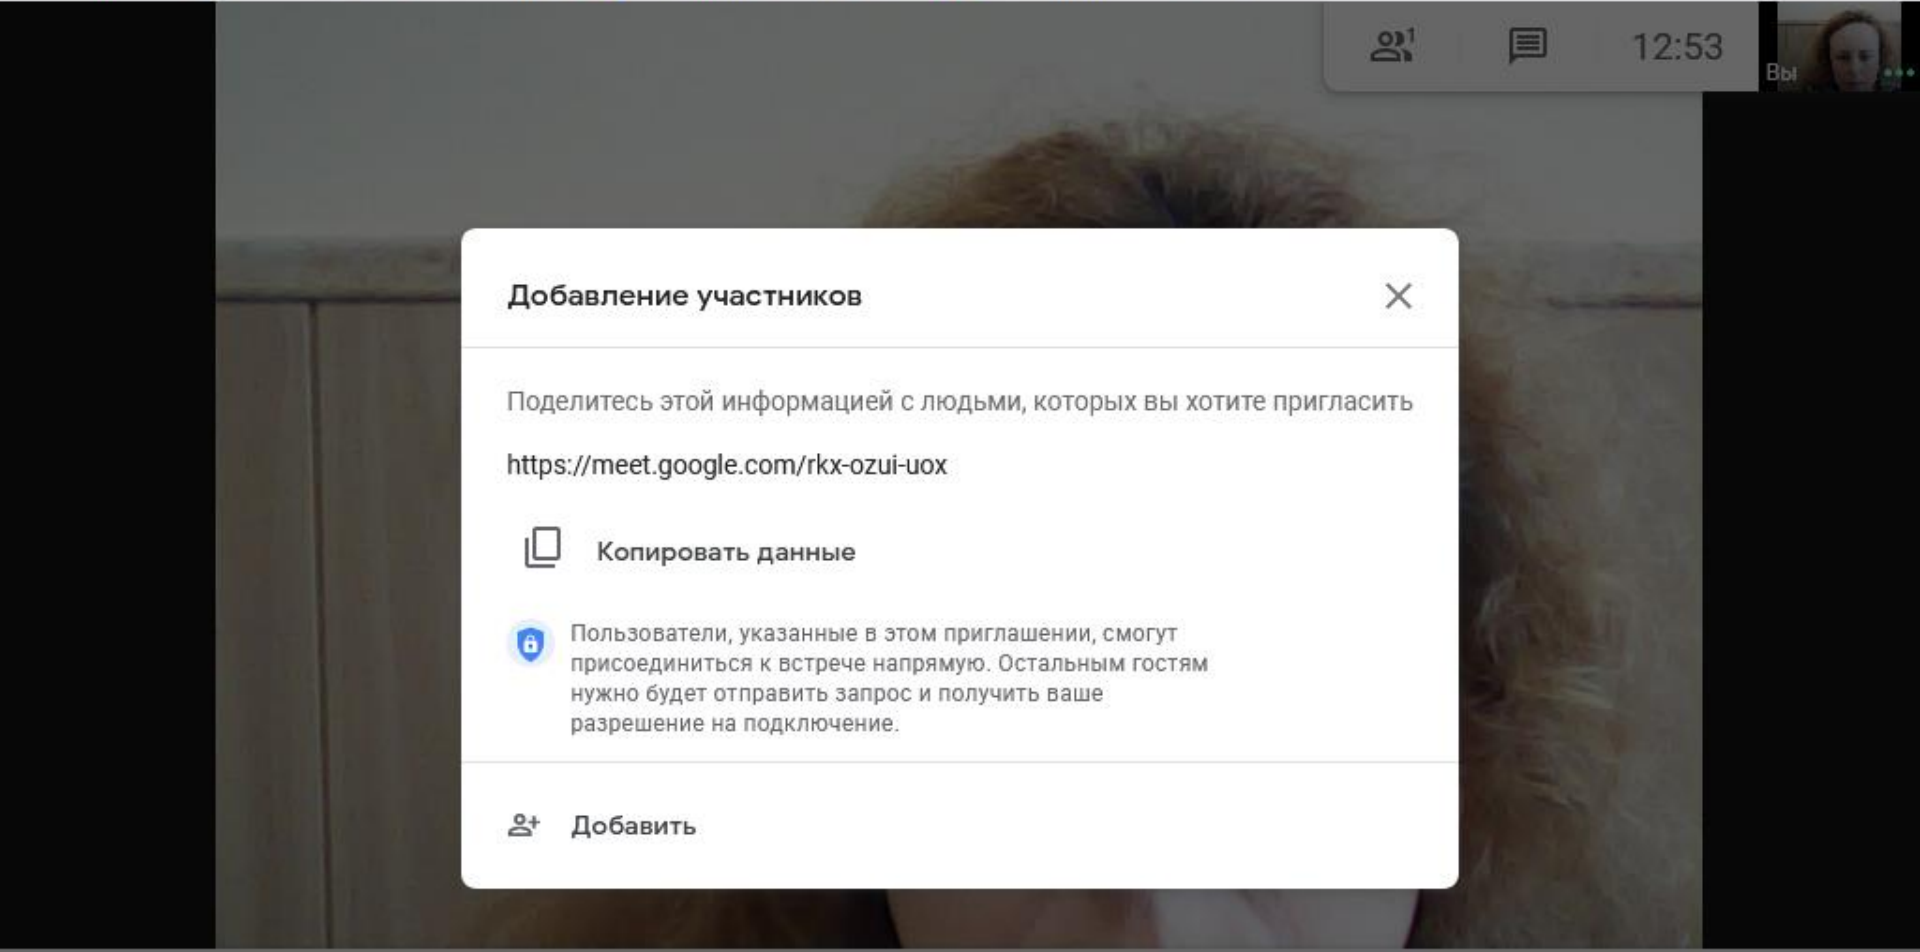 1
12:53
Вы
Добавление участников
Поделитесь этой информацией с людьми, которых вы хотите пригласить
https://meet.google.com/rkx-ozui-uox
Копировать данные
Пользователи, указанные в этом приглашении, смогут
присоединиться к встрече напрямую. Остальным гостям
нужно будет отправить запрос и получить ваше
разрешение на подключение.
Добавить